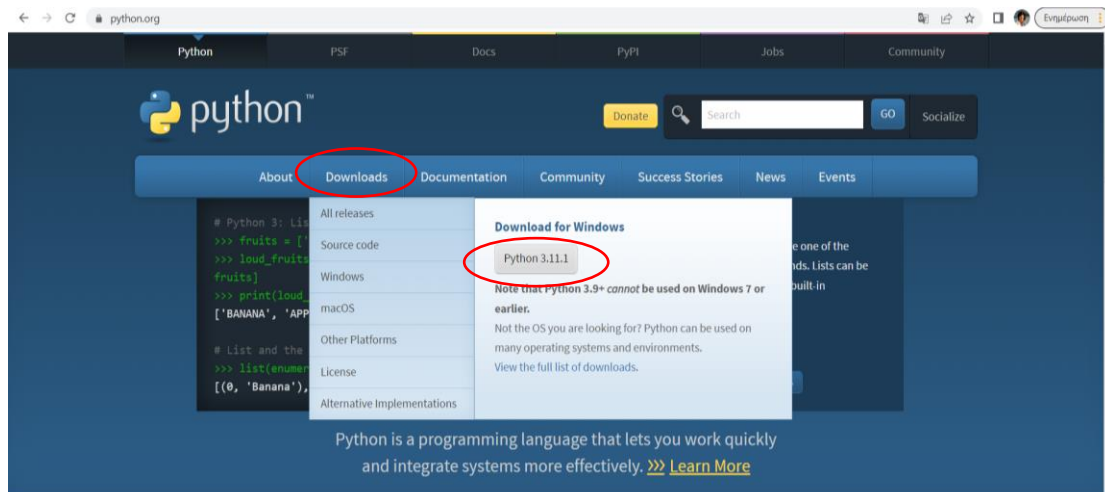 python.org
Ενημέρωση
Python PSF Docs PyPI Jobs Community
python™
Donate Search GO Socialize
About Downloads Documentation Community Success Stories News Events
# Python 3: Lis
>>> fruits = ['
>>> loud_fruits
fruits]
>>> print(loud_
['BANANA', 'APP
# List and the
>>> list(enumer
[(0, 'Banana'),
All releases
Source code
Windows
macOS
Other Platforms
License
Alternative Implementations
Download for Windows
Python 3.11.1
Note that Python 3.9+ cannot be used on Windows 7 or
earlier.
Not the OS you are looking for? Python can be used on
many operating systems and environments.
View the full list of downloads.
e one of the
nds. Lists can be
built-in
Python is a programming language that lets you work quickly
and integrate systems more effectively. >>> Learn More